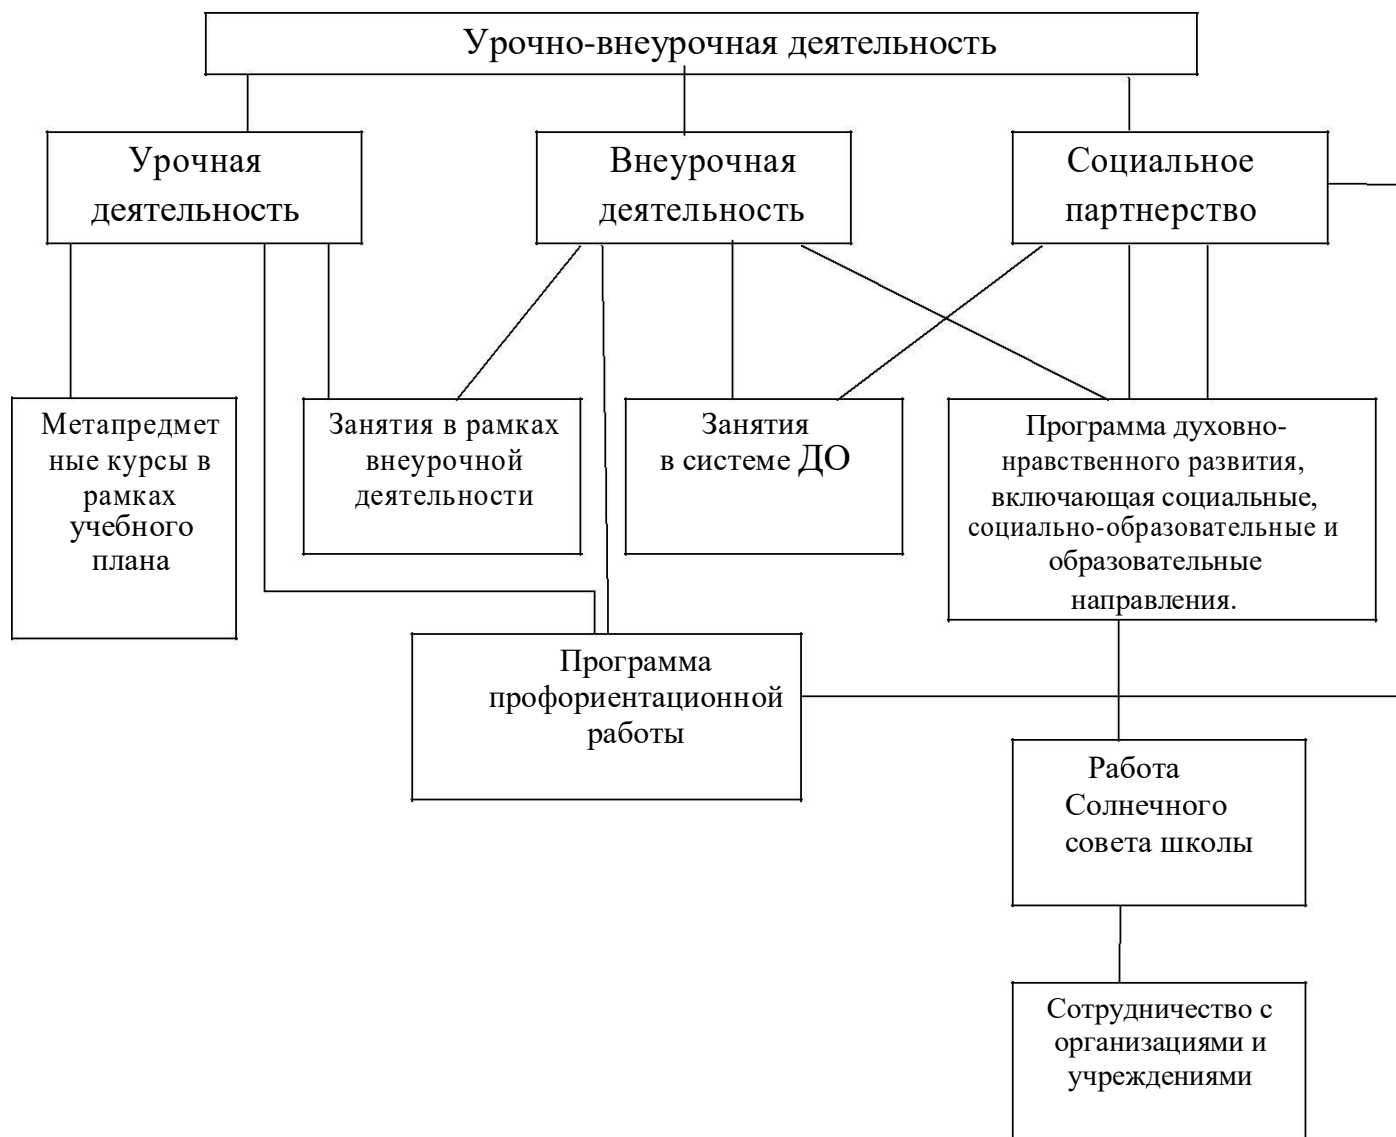 Урочно-внеурочная деятельность
Урочная
деятельность
Внеурочная
деятельность
Социальное
партнерство
Метапредмет
ные курсы в
рамках
учебного
плана
Занятия в рамках
внеурочной
деятельности
Занятия
в системе ДО
Программа духовно-
нравственного развития,
включающая социальные,
социально-образовательные и
образовательные
направления.
Программа
профориентационной
работы
Работа
Солнечного
совета школы
Сотрудничество с
организациями и
учреждениями